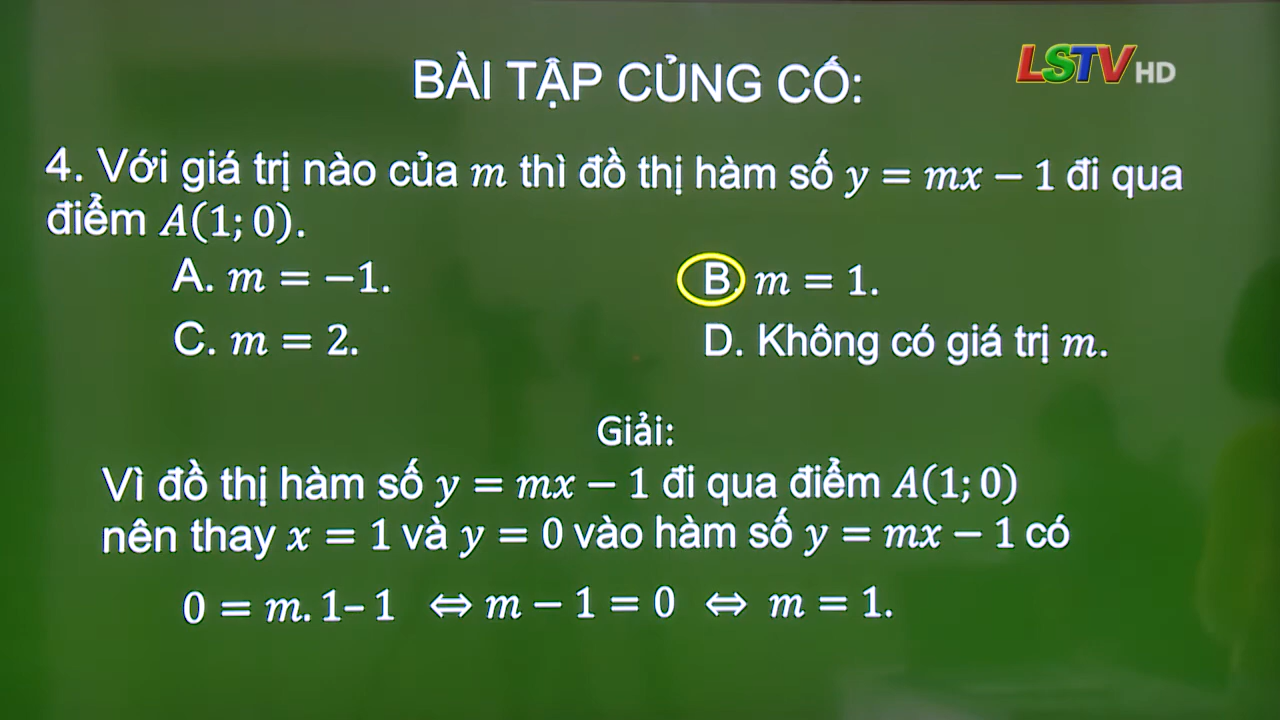 LSTV HD
BÀI TẬP CỦNG CỐ:
4. Với giá trị nào của m thì đồ thị hàm số y = mx − 1 đi qua
điểm A(1; 0).
A. m = −1.
B. m = 1.
C. m = 2.
D. Không có giá trị m.
Giải:
Vì đồ thị hàm số y = mx − 1 đi qua điểm A(1; 0)
nên thay x = 1 và y = 0 vào hàm số y = mx − 1 có
0 = m. 1– 1 ⇔ m − 1 = 0 ⇔ m = 1.